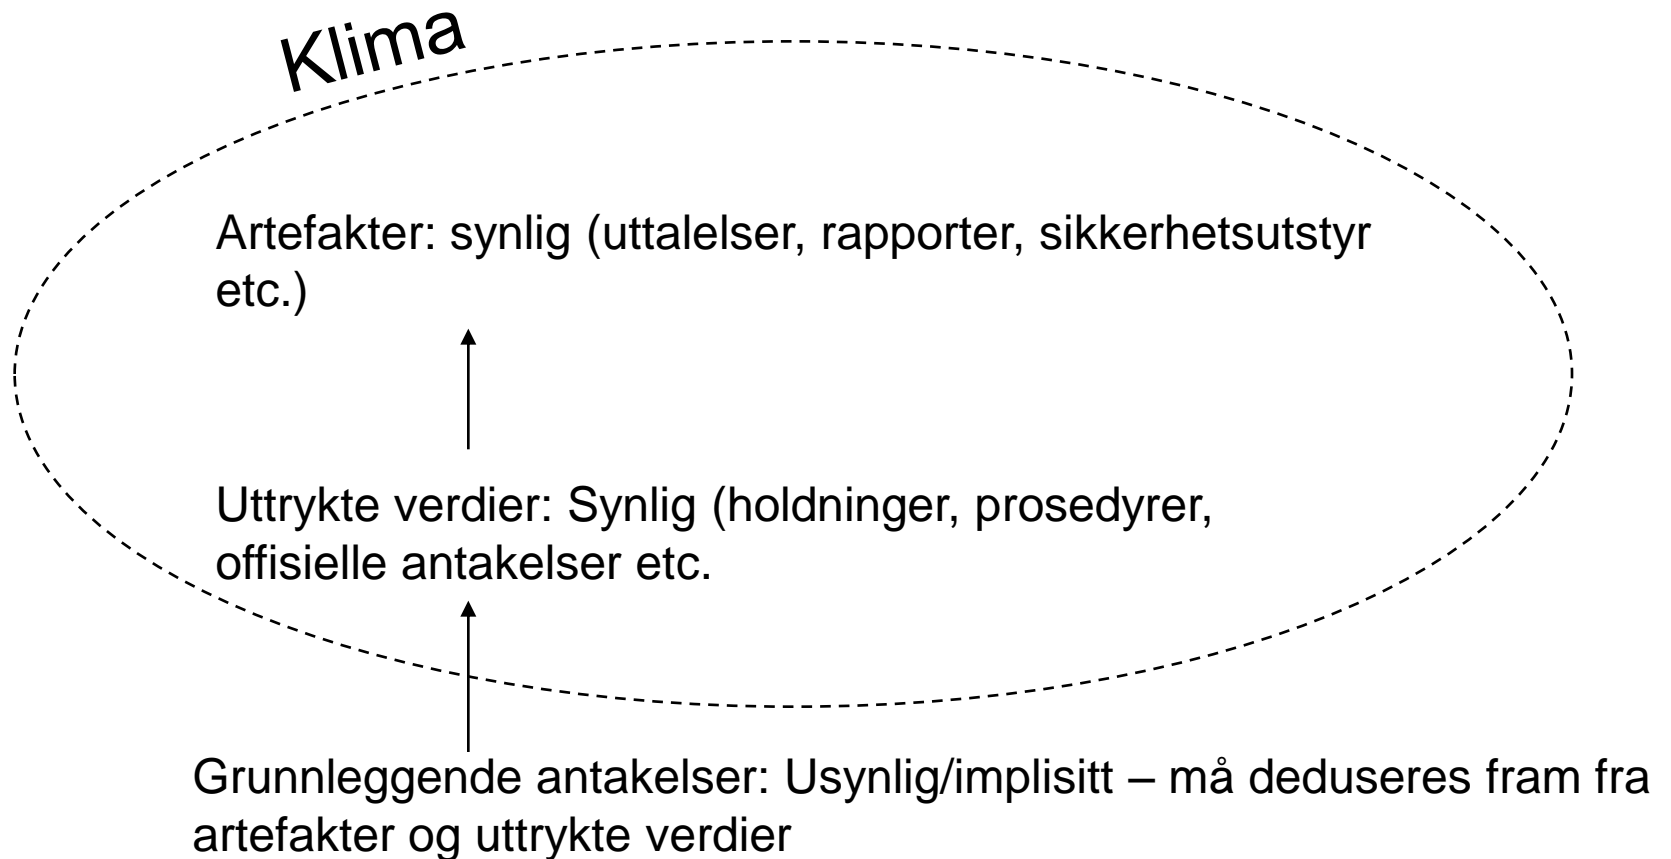 Klima
Artefakter: synlig (uttalelser, rapporter, sikkerhetsutstyr
etc.)
Uttrykte verdier: Synlig (holdninger, prosedyrer,
offisielle antakelser etc.
Grunnleggende antakelser: Usynlig/implisitt – må deduseres fram fra
artefakter og uttrykte verdier